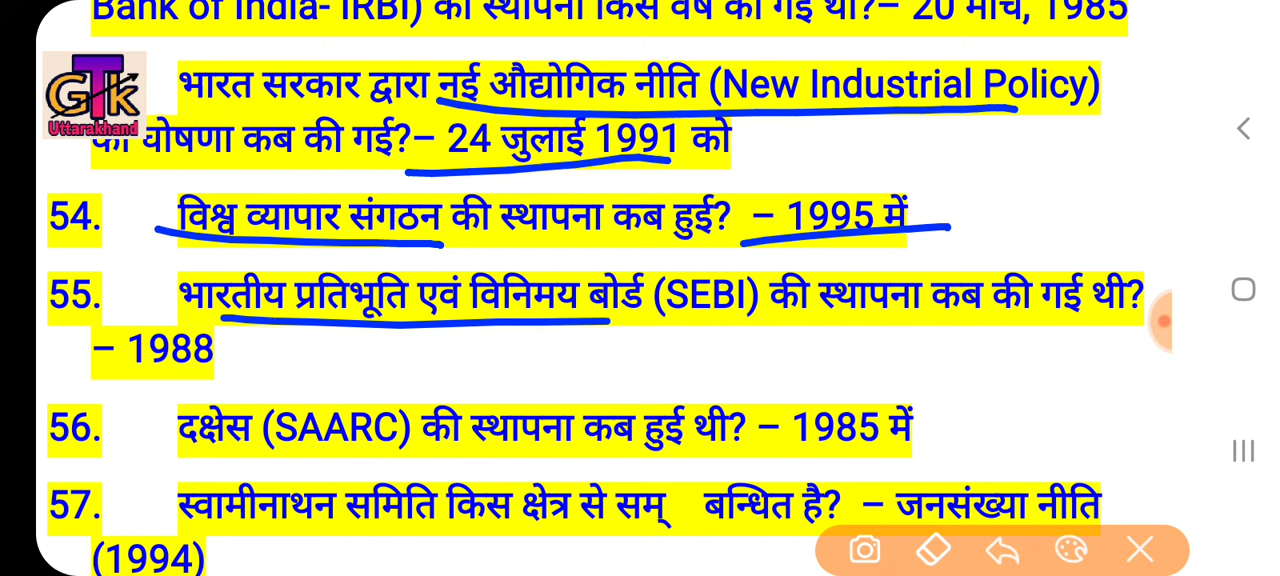 Bank of India- IRBI) की स्थापना किस वर्ष की गई थी?– 20 मार्च, 1985
भारत सरकार द्वारा नई औद्योगिक नीति (New Industrial Policy)
की घोषणा कब की गई?– 24 जुलाई 1991 को
GTK
Uttarakhand
54. विश्व व्यापार संगठन की स्थापना कब हुई? – 1995 में
55. भारतीय प्रतिभूति एवं विनिमय बोर्ड (SEBI) की स्थापना कब की गई थी?
– 1988
56. दक्षेस (SAARC) की स्थापना कब हुई थी? – 1985 में
57. स्वामीनाथन समिति किस क्षेत्र से सम् बन्धित है? – जनसंख्या नीति
(1994)